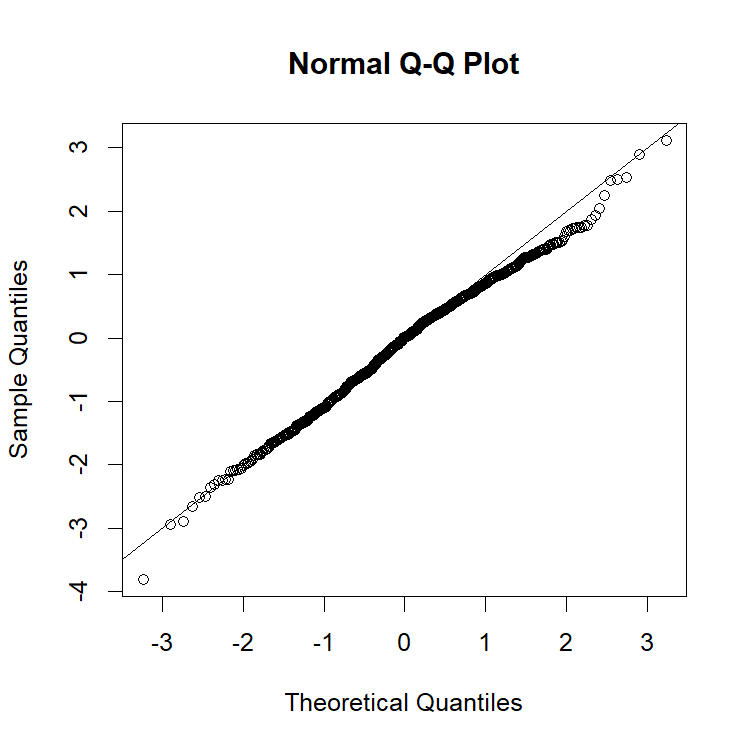 Normal Q-Q Plot
Sample Quantiles
3
2
1
0
-1
-2
-3
-4
-3 -2 -1 0 1 2 3
Theoretical Quantiles